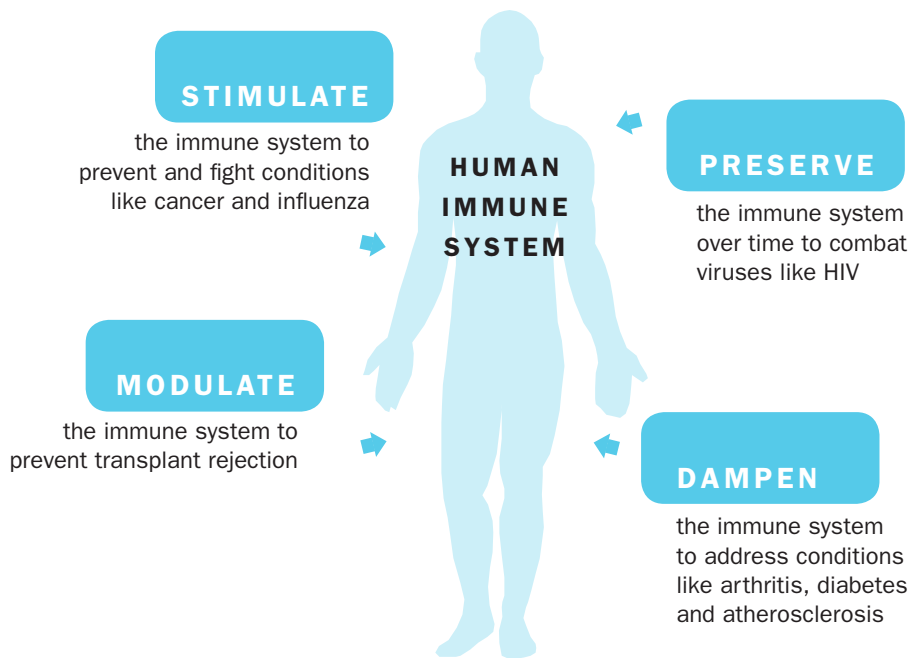 STIMULATE
the immune system to
prevent and fight conditions
like cancer and influenza
HUMAN
IMMUNE
SYSTEM
PRESERVE
the immune system
over time to combat
viruses like HIV
MODULATE
the immune system to
prevent transplant rejection
DAMPEN
the immune system
to address conditions
like arthritis, diabetes
and atherosclerosis